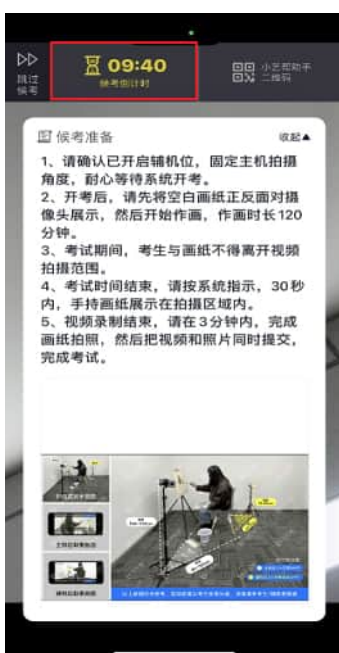 跳过
候考
09:40
候考倒计时
小艺帮助手
二维码
候考准备
收起▲
1、请确认已开启辅机位，固定主机拍摄
角度，耐心等待系统开考。
2、开考后，请先将空白画纸正反面对摄
像头展示，然后开始作画，作画时长120
分钟。
3、考试期间，考生与画纸不得离开视频
拍摄范围。
4、考试时间结束，请按系统指示，30秒
内，手持画纸展示在拍摄区域内。
5、视频录制结束，请在3分钟内，完成
画纸拍照，然后把视频和照片同时提交，
完成考试。